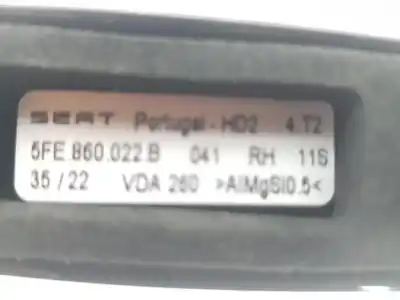 SEAT Portugal - HD2 4.T2
5FE.860.022.B 041 RH 11S
35/22 VDA 260 >AlMgSi0.5<